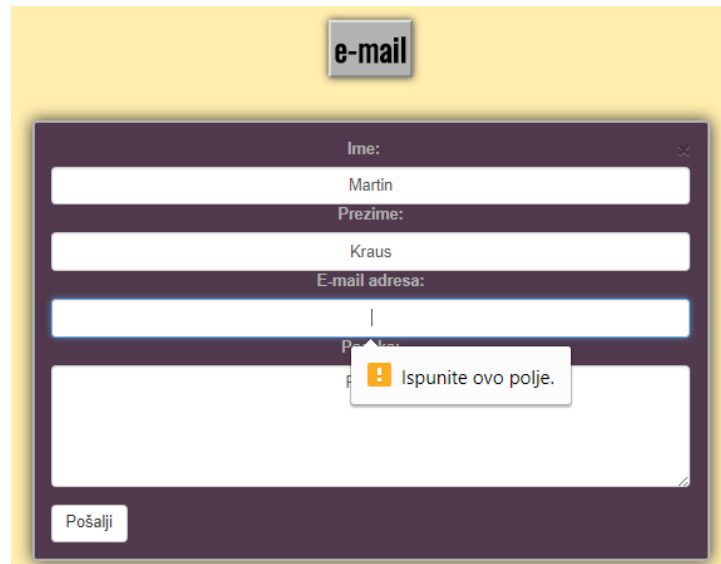 e-mail
Ime:
×
Martin
Prezime:
Kraus
E-mail adresa:
Ispunite ovo polje.
Pošalji